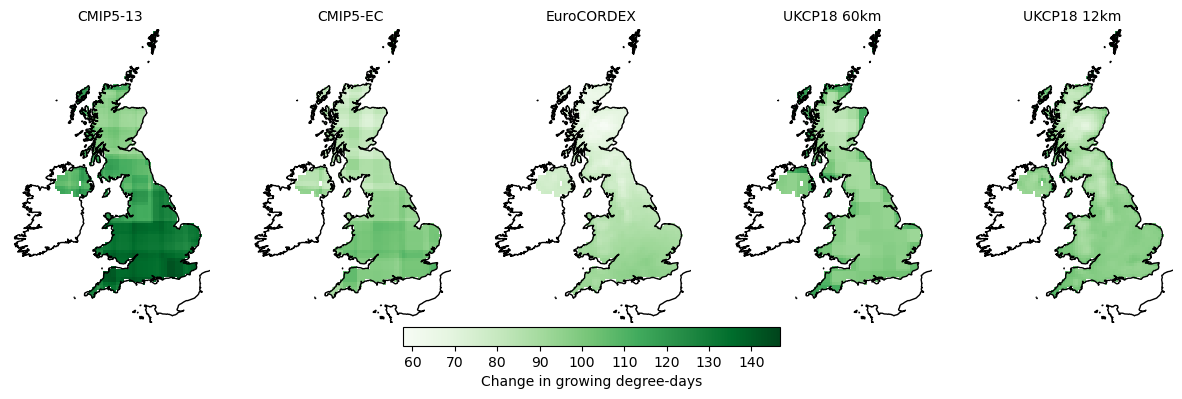 CMIP5-13
CMIP5-EC
EuroCORDEX
UKCP18 60km
UKCP18 12km
60 70 80 90 100 110 120 130 140
Change in growing degree-days